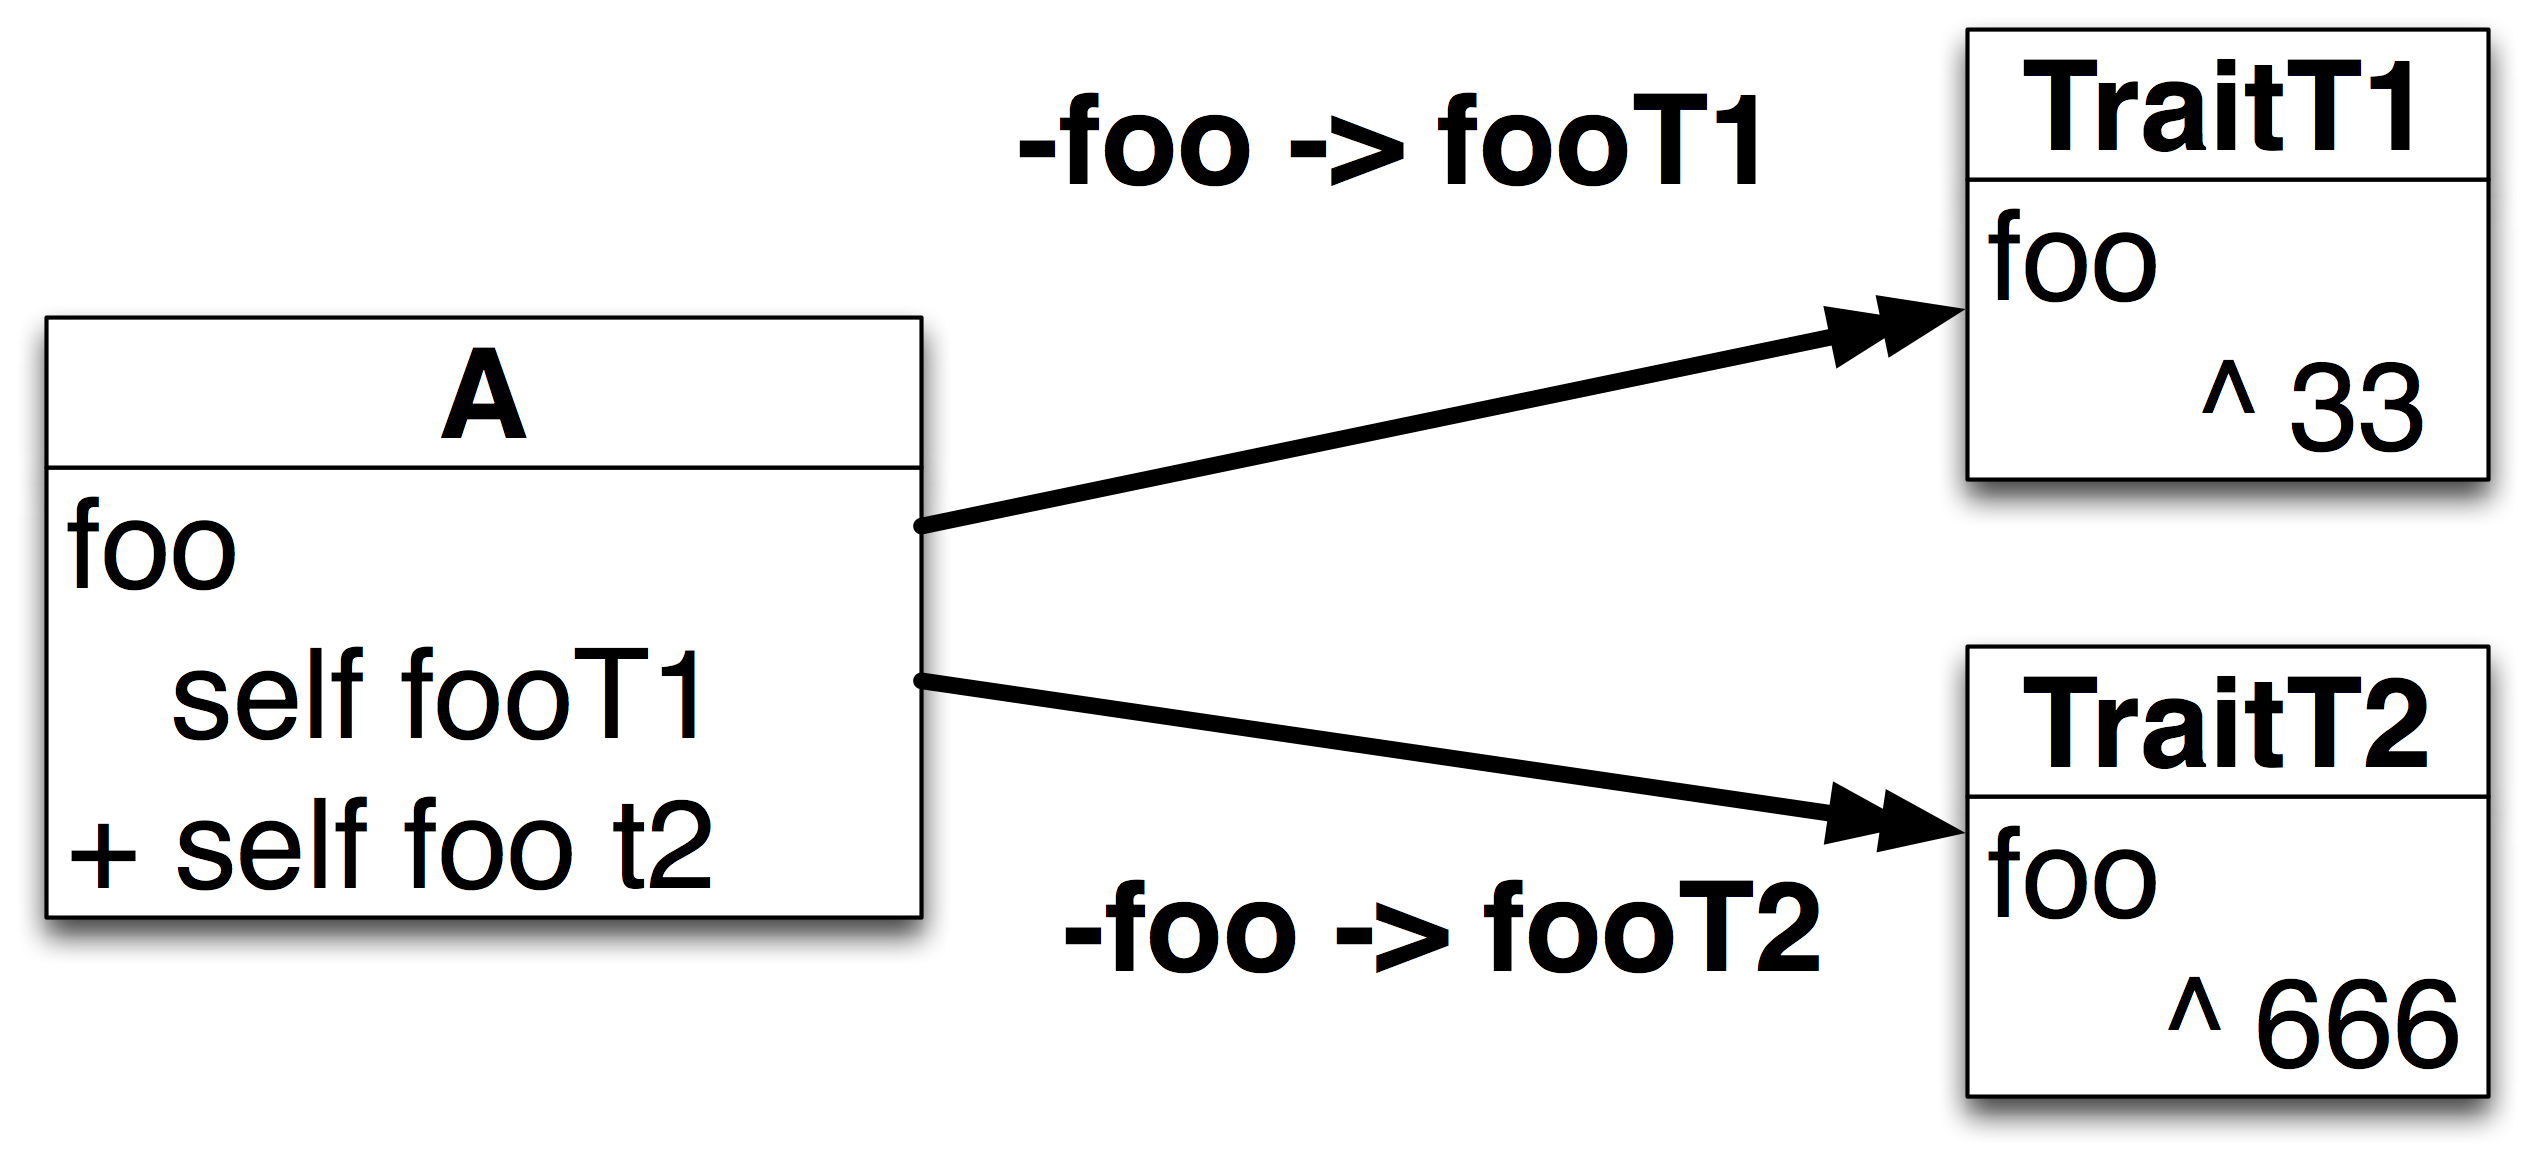 A
foo
self fooT1
+ self foo t2
-foo -> fooT1
-foo -> fooT2
TraitT1
foo
^ 33
TraitT2
foo
^ 666